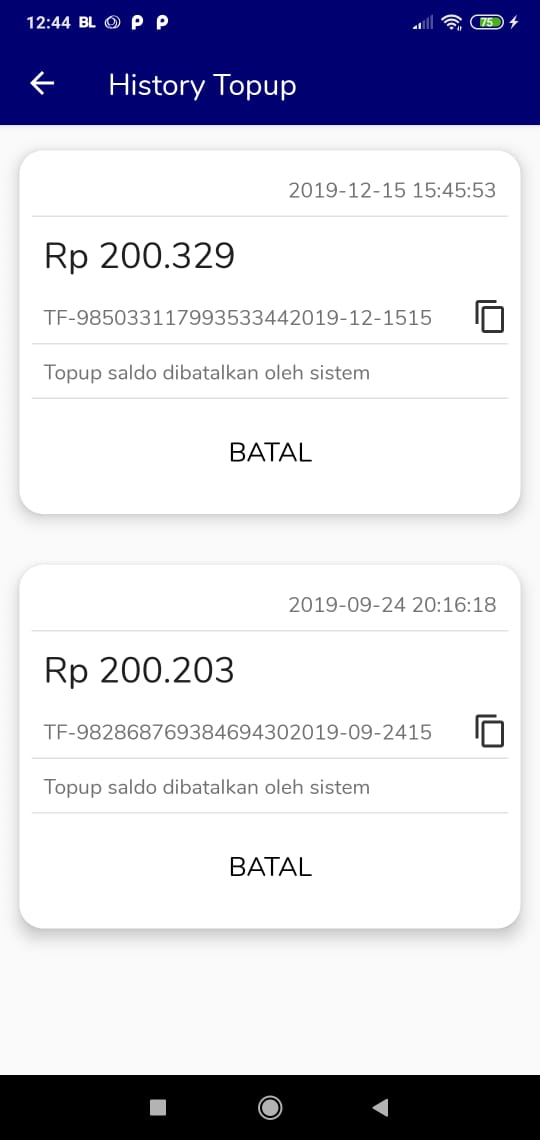 12:44 BL P P 75
History Topup
2019-12-15 15:45:53
Rp 200.329
TF-985033117993533442019-12-1515
Topup saldo dibatalkan oleh sistem
BATAL
2019-09-24 20:16:18
Rp 200.203
TF-982868769384694302019-09-2415
Topup saldo dibatalkan oleh sistem
BATAL